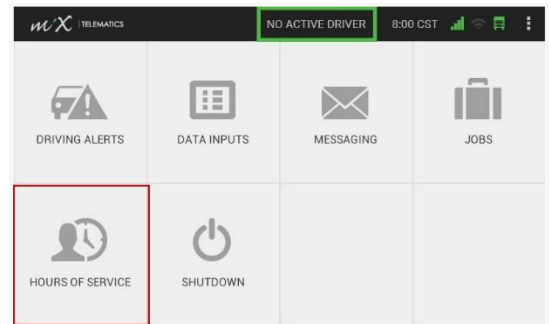 MiX TELEMATICS NO ACTIVE DRIVER 8:00 CST
DRIVING ALERTS DATA INPUTS MESSAGING JOBS
HOURS OF SERVICE SHUTDOWN